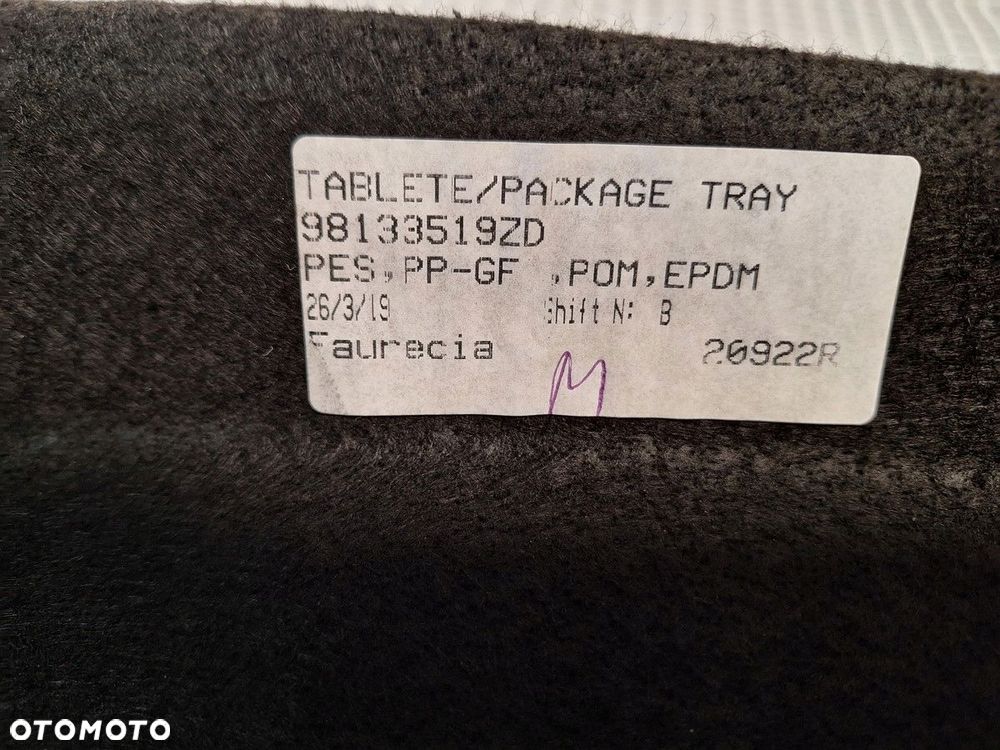 TABLETE/PACKAGE TRAY
98133519ZD
PES,PP-GF ,POM,EPDM
26/3/19 Shift N: B
Faurecia 20922R
M
OTOMOTO